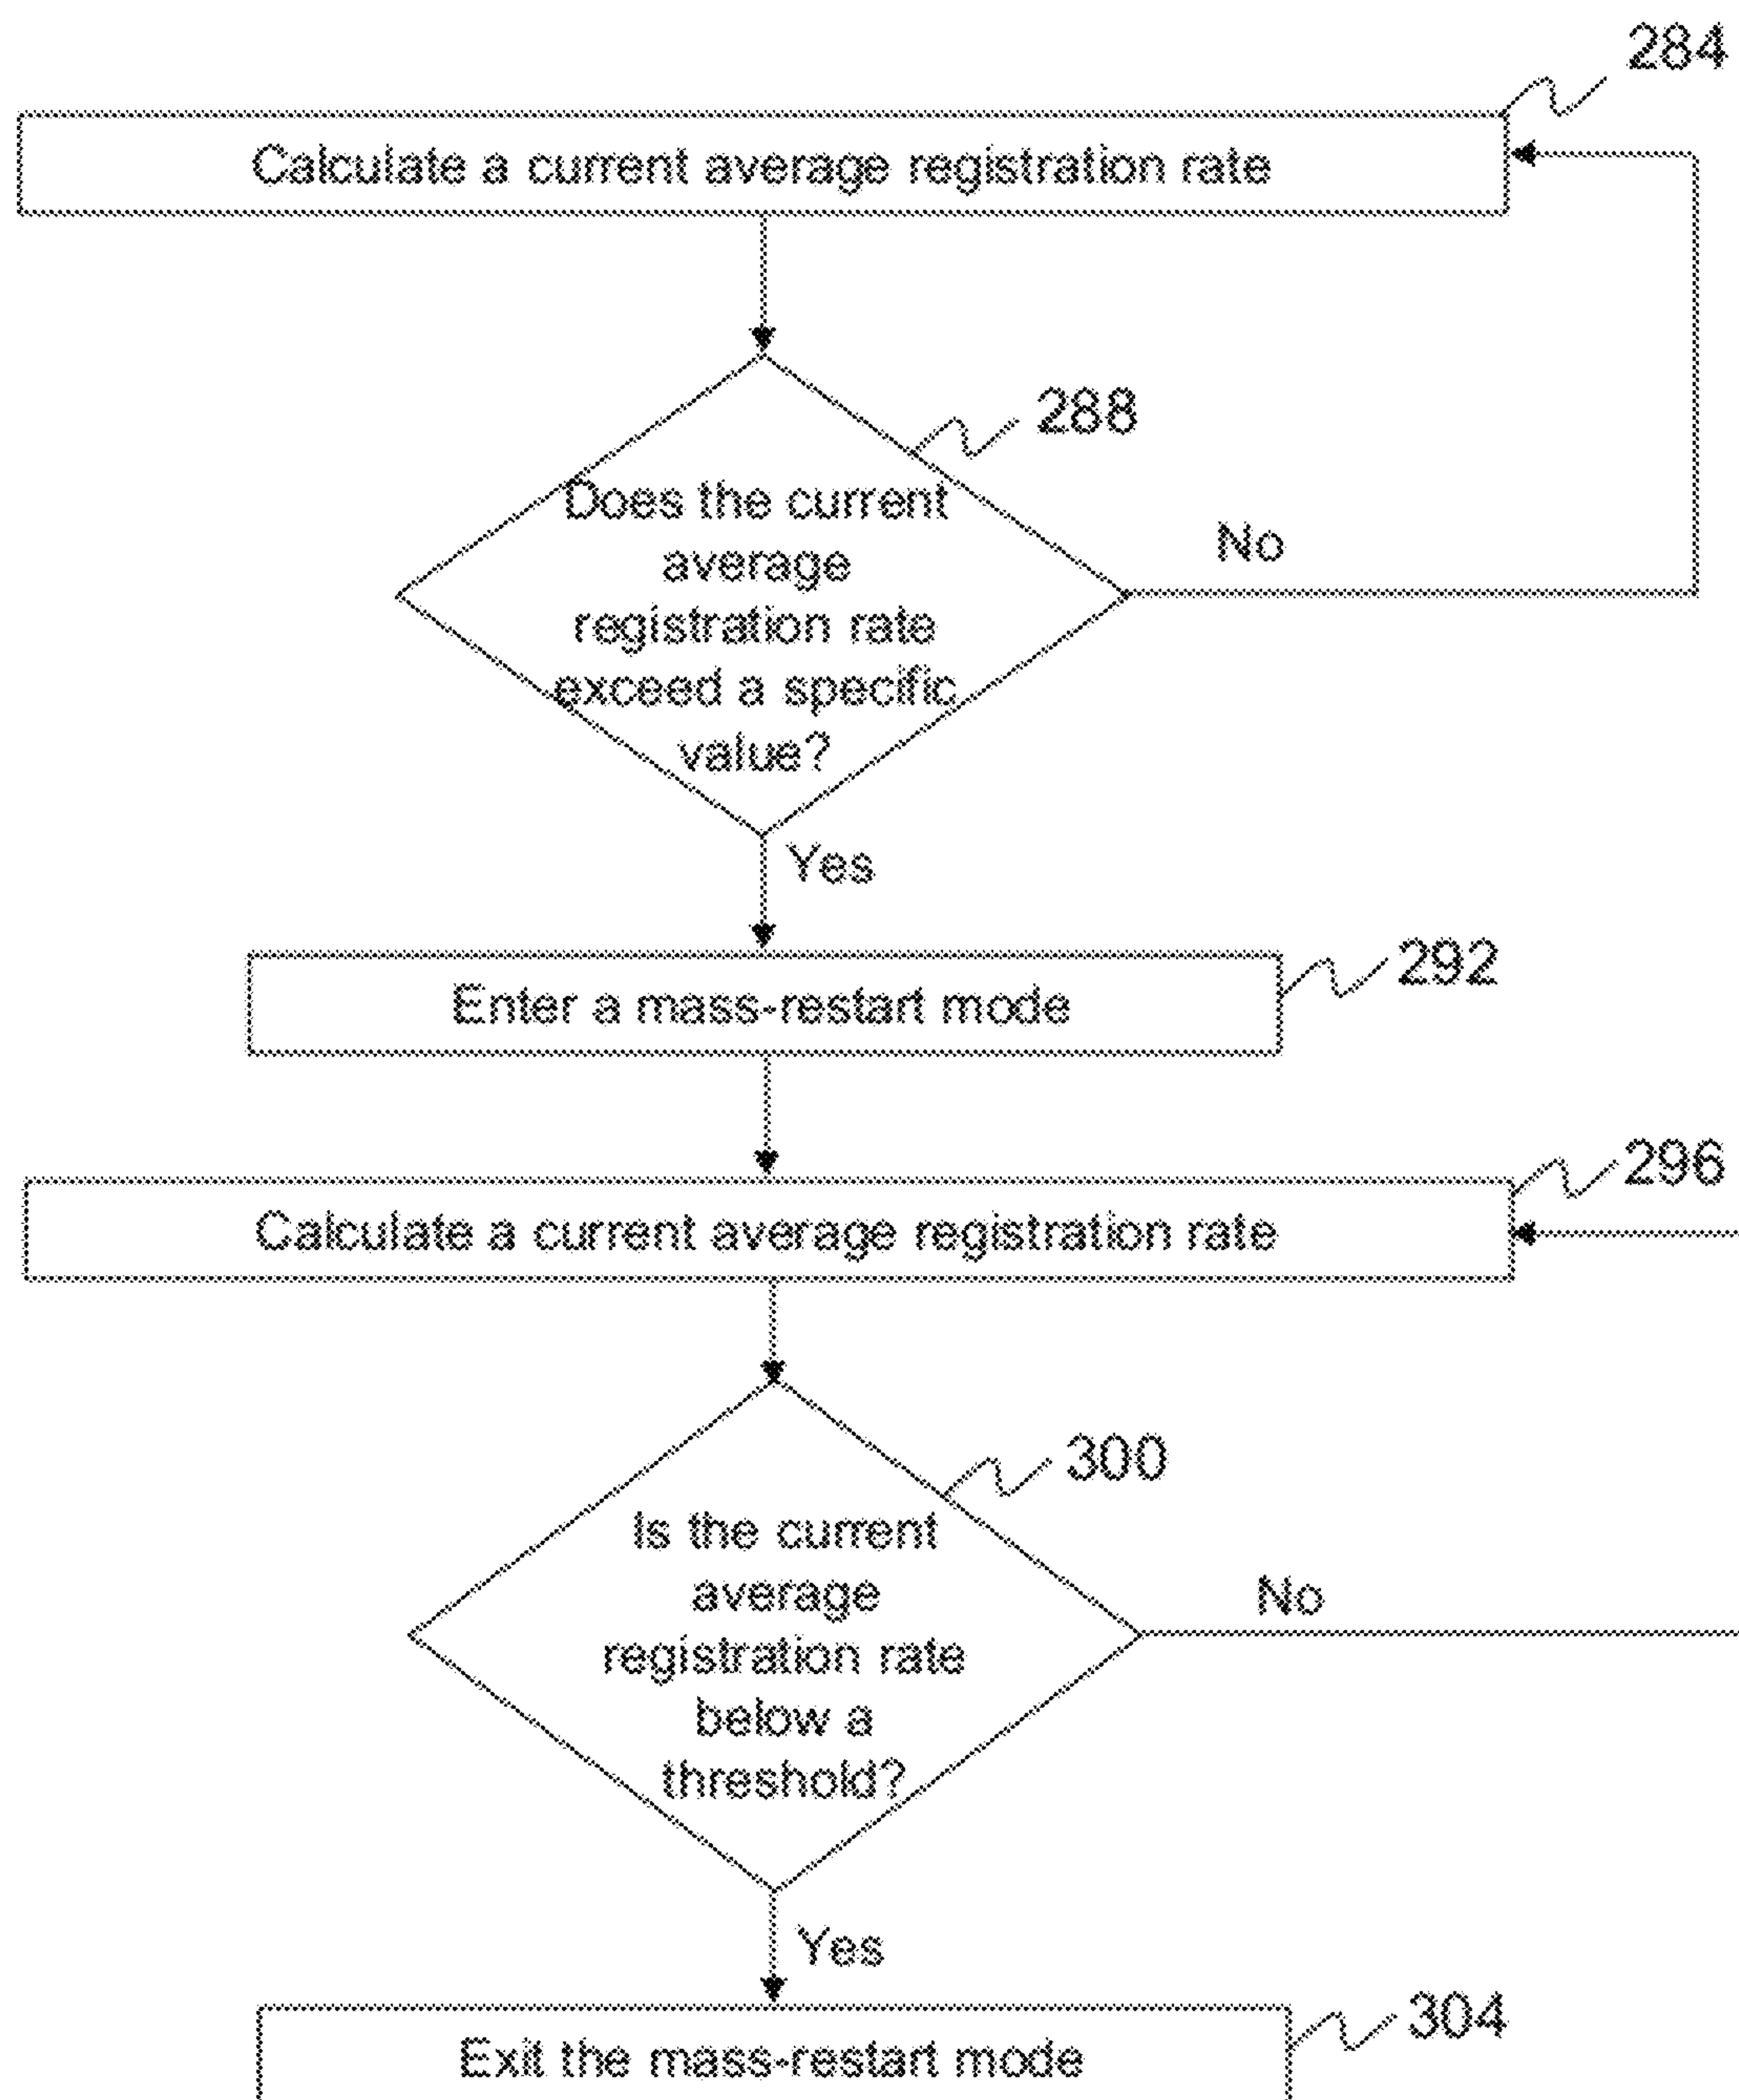 284
Calculate a current average registration rate
288
Does the current
average
registration rate
exceed a specific
value?
No
Yes
292
Enter a mass-restart mode
296
Calculate a current average registration rate
300
Is the current
average
registration rate
below a
threshold?
No
Yes
304
Exit the mass-restart mode